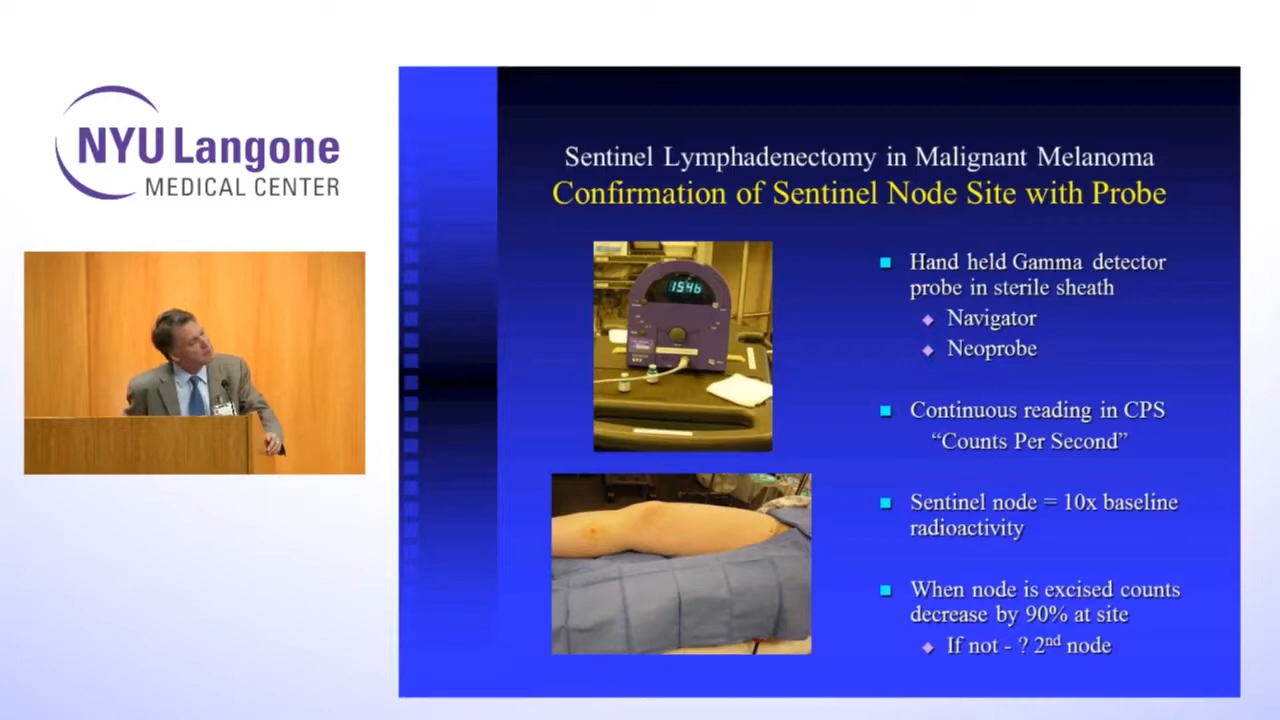 NYU Langone
MEDICAL CENTER
Sentinel Lymphadenectomy in Malignant Melanoma
Confirmation of Sentinel Node Site with Probe
1546
Hand held Gamma detector
probe in sterile sheath
Navigator
Neoprobe
Continuous reading in CPS
“Counts Per Second”
Sentinel node = 10x baseline
radioactivity
When node is excised counts
decrease by 90% at site
If not - ? 2nd node